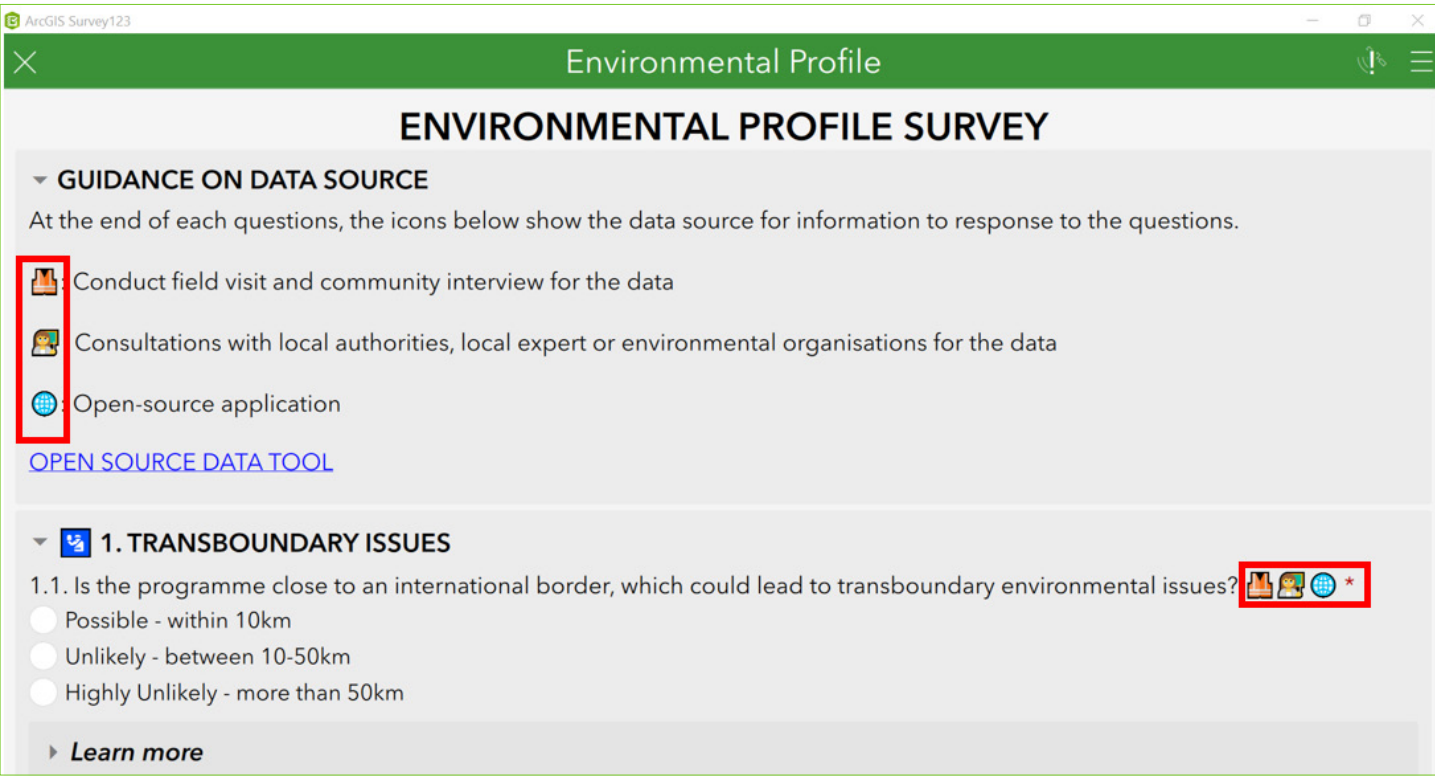 ArcGIS Survey123
Environmental Profile
ENVIRONMENTAL PROFILE SURVEY
GUIDANCE ON DATA SOURCE
At the end of each questions, the icons below show the data source for information to response to the questions.
: Conduct field visit and community interview for the data
Consultations with local authorities, local expert or environmental organisations for the data
: Open-source application
OPEN SOURCE DATA TOOL
1. TRANSBOUNDARY ISSUES
1.1. Is the programme close to an international border, which could lead to transboundary environmental issues? *
Possible - within 10km
Unlikely - between 10-50km
Highly Unlikely - more than 50km
Learn more